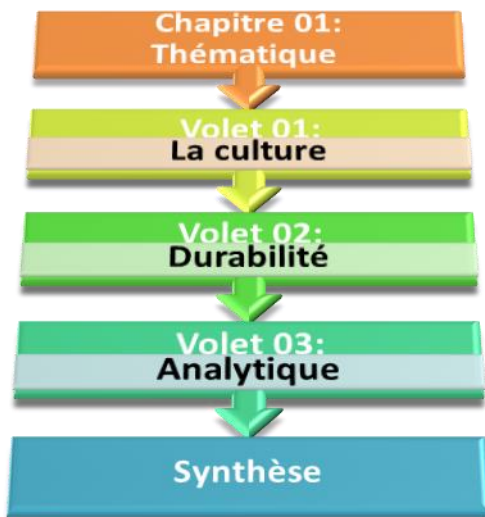 Chapitre 01:
Thématique
Volet 01:
La culture
Volet 02:
Durabilité
Volet 03:
Analytique
Synthèse